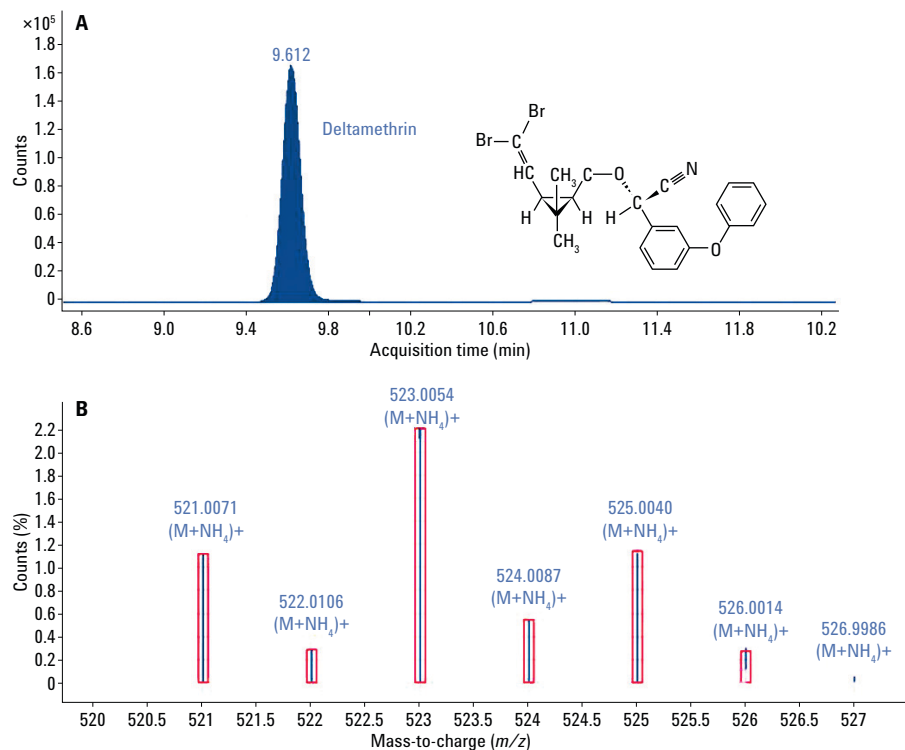 A
×10⁵
1.8
1.6
1.4
1.2
1.0
0.8
0.6
0.4
0.2
0
Counts
9.612
Deltamethrin
Br
Br
C
CH
CH₃
C
O
C
N
H
H
H
C
CH₃
O
8.6 9.0 9.4 9.8 10.2 10.6 11.0 11.4 11.8 10.2
Acquisition time (min)
B
2.2
2.0
1.8
1.6
1.4
1.2
1.0
0.8
0.6
0.4
0.2
0
Counts (%)
521.0071
(M+NH₄)+
522.0106
(M+NH₄)+
523.0054
(M+NH₄)+
524.0087
(M+NH₄)+
525.0040
(M+NH₄)+
526.0014
(M+NH₄)+
526.9986
(M+NH₄)+
520 520.5 521 521.5 522 522.5 523 523.5 524 524.5 525 525.5 526 526.5 527
Mass-to-charge (m/z)